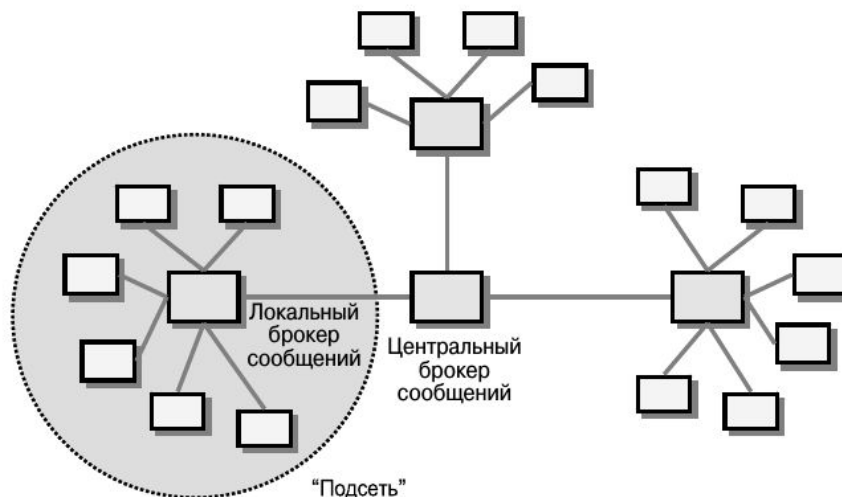 Локальный
брокер
сообщений
Центральный
брокер
сообщений
“Подсеть”